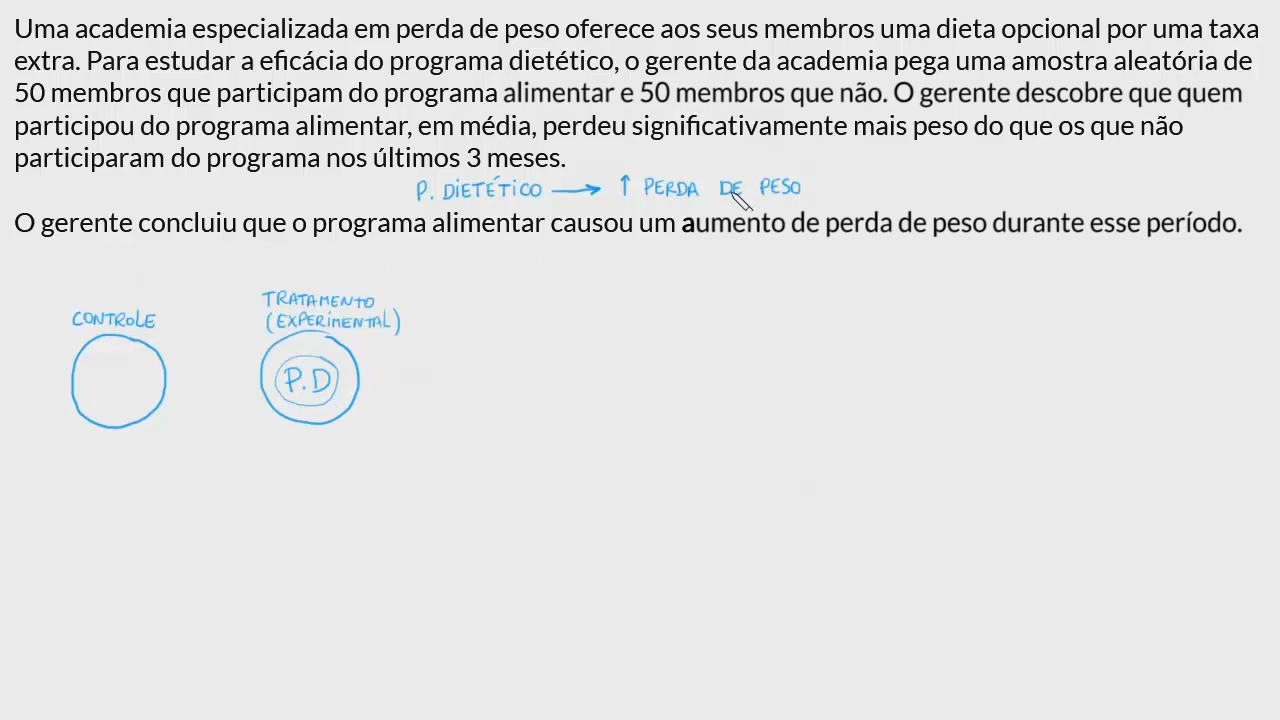 Uma academia especializada em perda de peso oferece aos seus membros uma dieta opcional por uma taxa
extra. Para estudar a eficácia do programa dietético, o gerente da academia pega uma amostra aleatória de
50 membros que participam do programa alimentar e 50 membros que não. O gerente descobre que quem
participou do programa alimentar, em média, perdeu significativamente mais peso do que os que não
participaram do programa nos últimos 3 meses.
P. DIETÉTICO → ↑ PERDA DE PESO
O gerente concluiu que o programa alimentar causou um aumento de perda de peso durante esse período.
CONTROLE
TRATAMENTO
(EXPERIMENTAL)
P.D